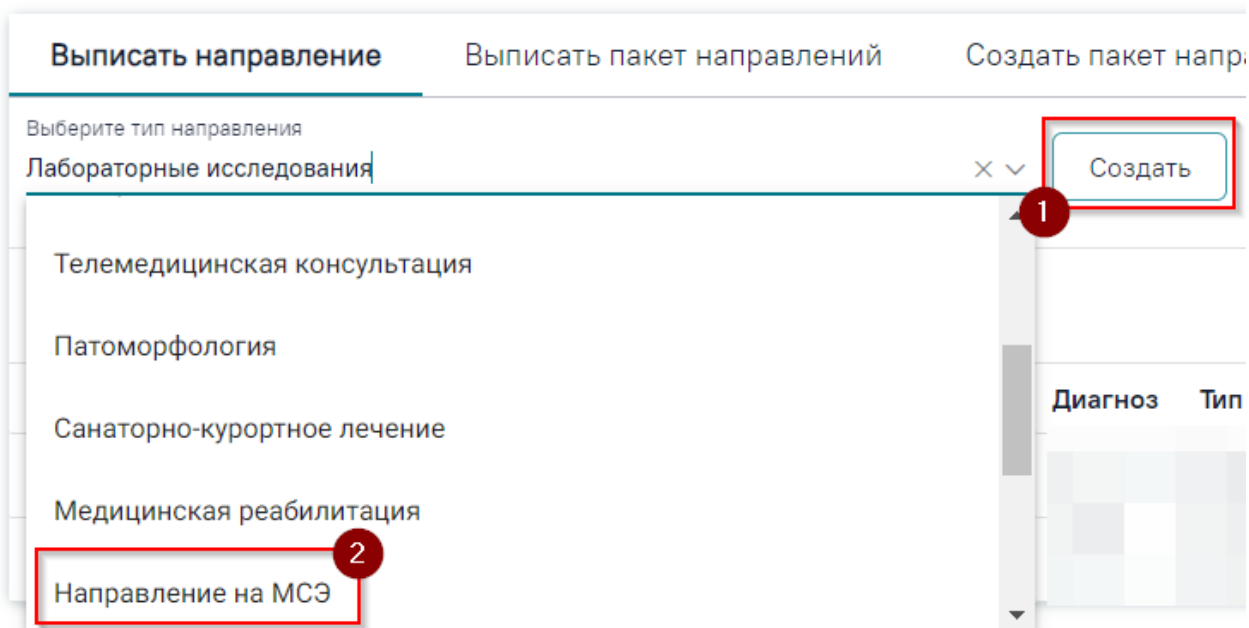 Выписать направление Выписать пакет направлений Создать пакет напра
Выберите тип направления
Лабораторные исследования
Создать
1
Телемедицинская консультация
Патоморфология
Санаторно-курортное лечение
Диагноз Тип
Медицинская реабилитация
2
Направление на МСЭ